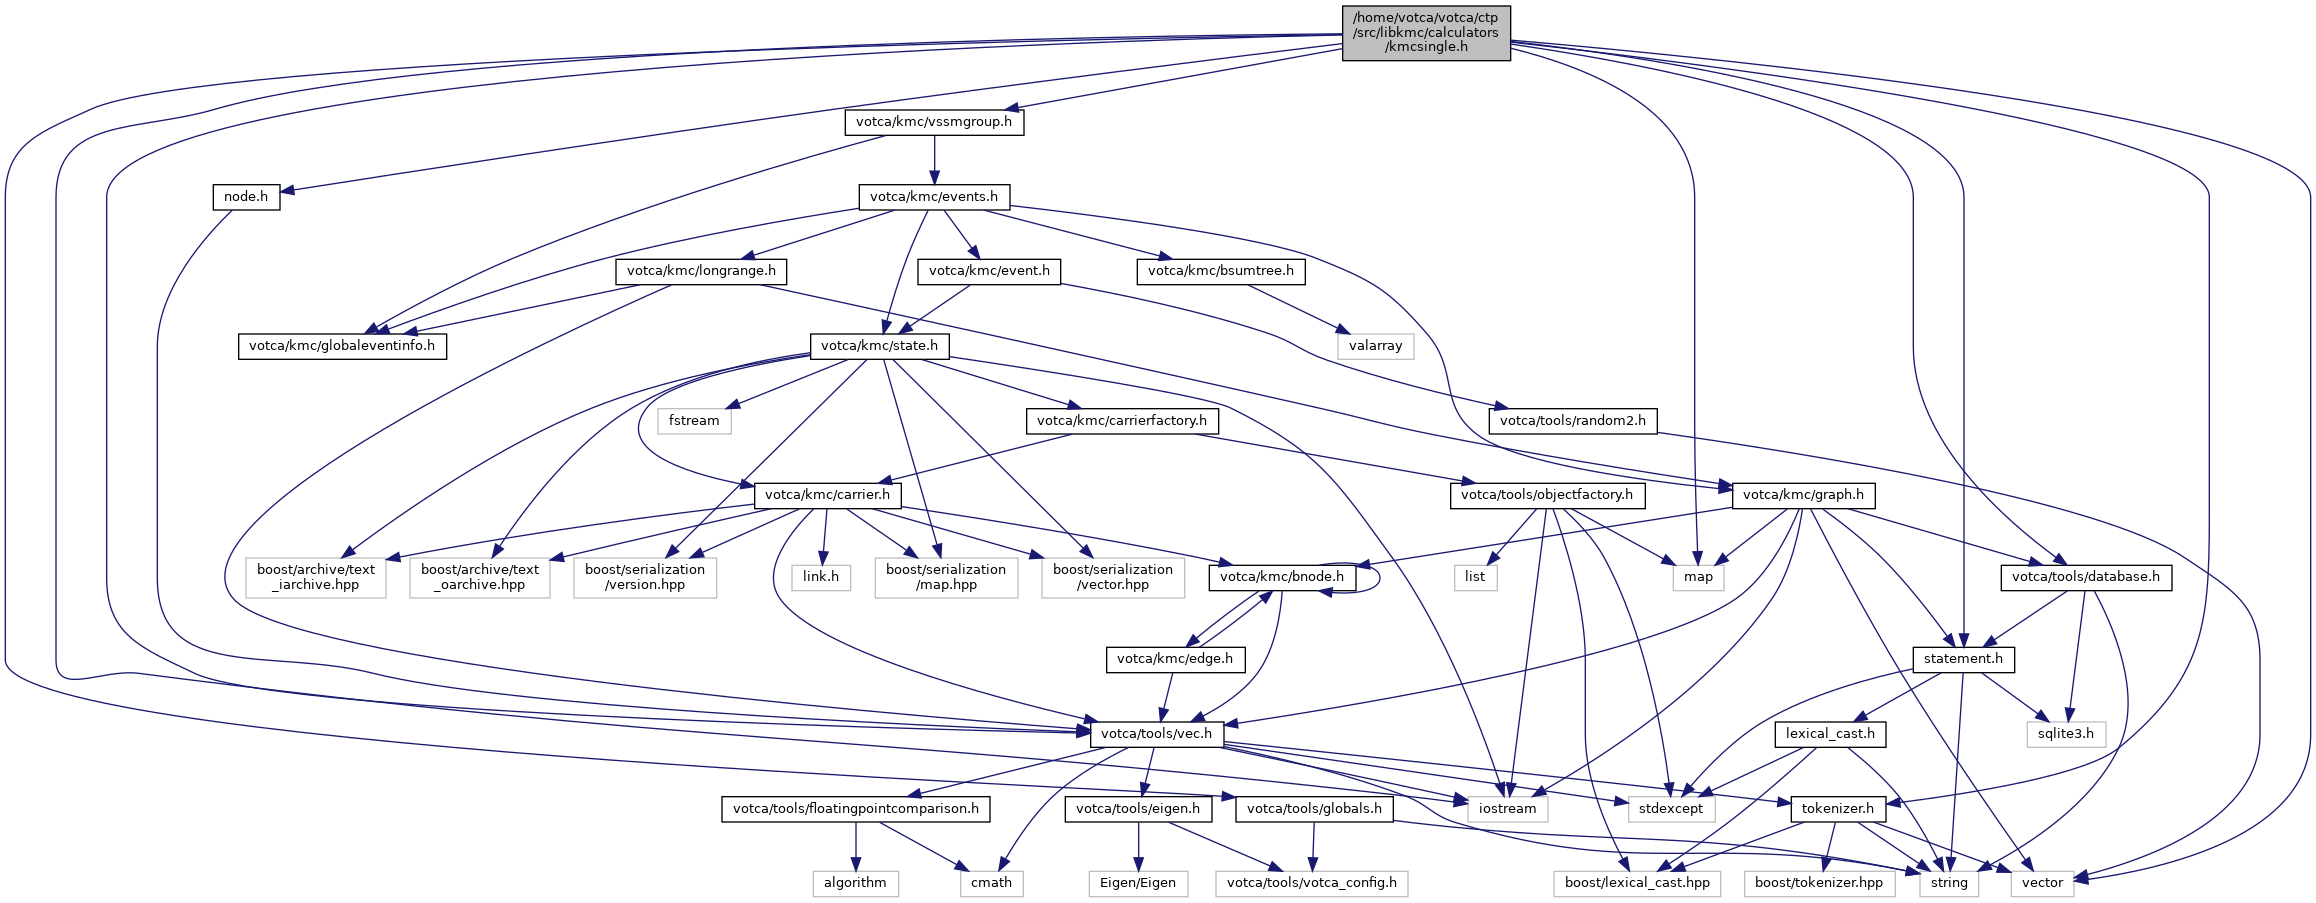 /home/votca/votca/ctp
/src/libkmc/calculators
/kmcsingle.h
votca/kmc/vssmgroup.h
node.h
votca/kmc/events.h
votca/kmc/longrange.h
votca/kmc/event.h
votca/kmc/bsumtree.h
votca/kmc/globaleventinfo.h
votca/kmc/state.h
valarray
fstream
votca/kmc/carrierfactory.h
votca/tools/random2.h
votca/kmc/carrier.h
votca/tools/objectfactory.h
votca/kmc/graph.h
boost/archive/text
_iarchive.hpp
boost/archive/text
_oarchive.hpp
boost/serialization
/version.hpp
link.h
boost/serialization
/map.hpp
boost/serialization
/vector.hpp
votca/kmc/bnode.h
list
map
votca/tools/database.h
votca/kmc/edge.h
statement.h
votca/tools/vec.h
lexical_cast.h
sqlite3.h
votca/tools/floatingpointcomparison.h
votca/tools/eigen.h
votca/tools/globals.h
iostream
stdexcept
tokenizer.h
algorithm
cmath
Eigen/Eigen
votca/tools/votca_config.h
boost/lexical_cast.hpp
boost/tokenizer.hpp
string
vector